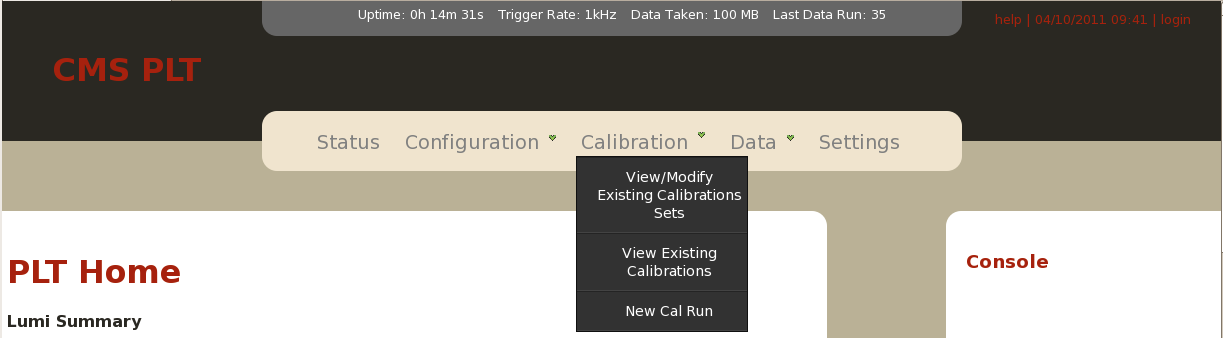 Uptime: 0h 14m 31s Trigger Rate: 1kHz Data Taken: 100 MB Last Data Run: 35
help | 04/10/2011 09:41 | login
CMS PLT
Status Configuration Calibration Data Settings
View/Modify
Existing Calibrations
Sets
View Existing
Calibrations
New Cal Run
PLT Home
Lumi Summary
Console